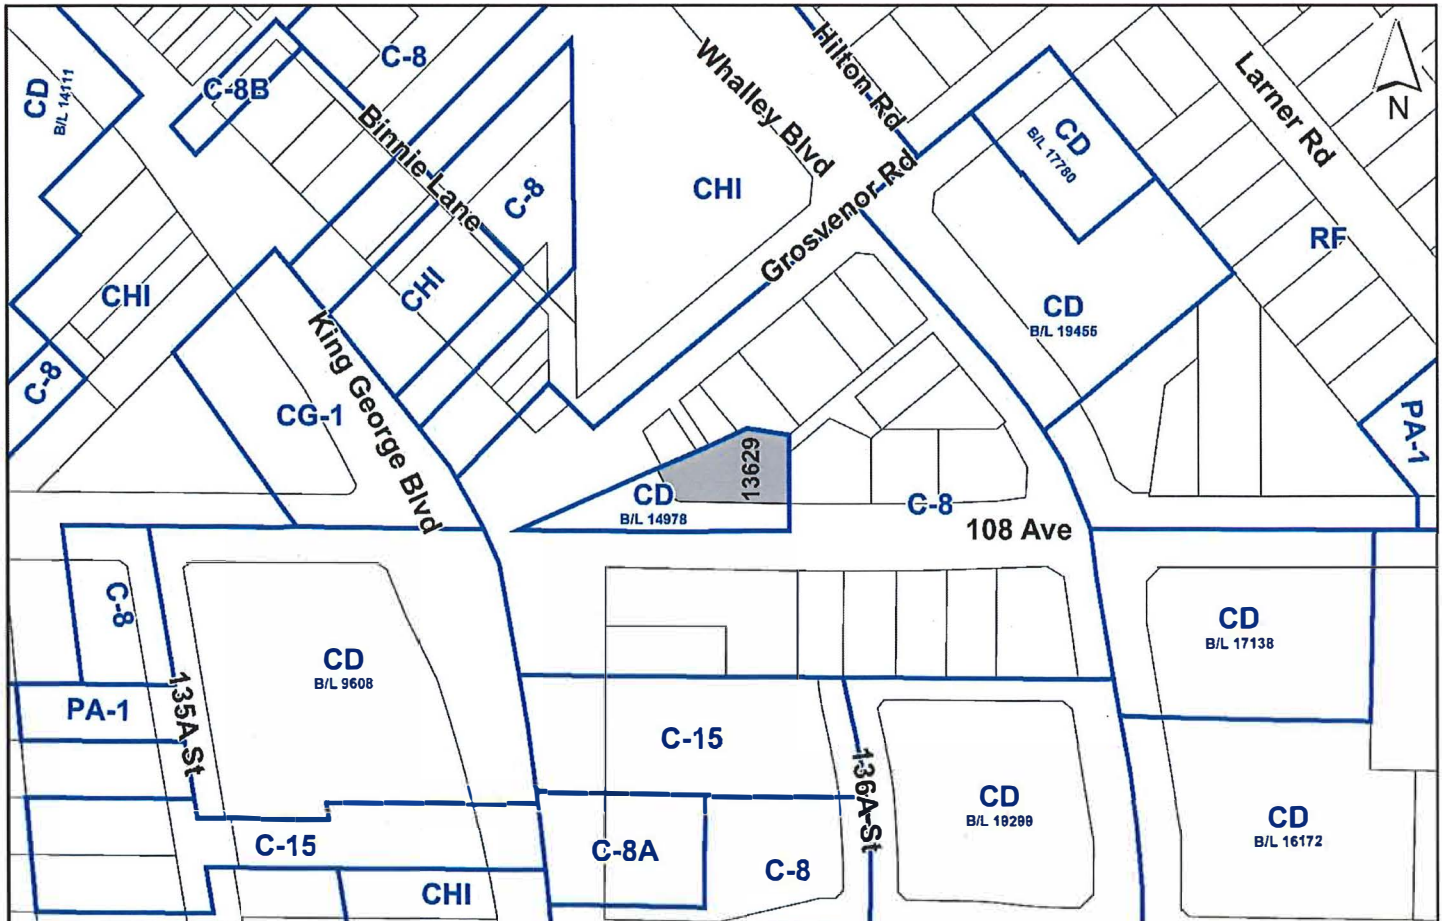 CD
B/L 14111
C-8B
C-8
Binnie Lane
Whalley Blvd
Hilton Rd
Larner Rd
N
CD
B/L 17780
C-8
CHI
Grosvenor Rd
RF
CHI
CHI
CD
B/L 19455
C-8
King George Blvd
CG-1
PA-1
13629
CD
B/L 14978
C-8
108 Ave
C-8
CD
B/L 9608
CD
B/L 17138
PA-1
135A St
C-15
136A St
CD
B/L 19299
CD
B/L 16172
C-15
C-8A
C-8
CHI